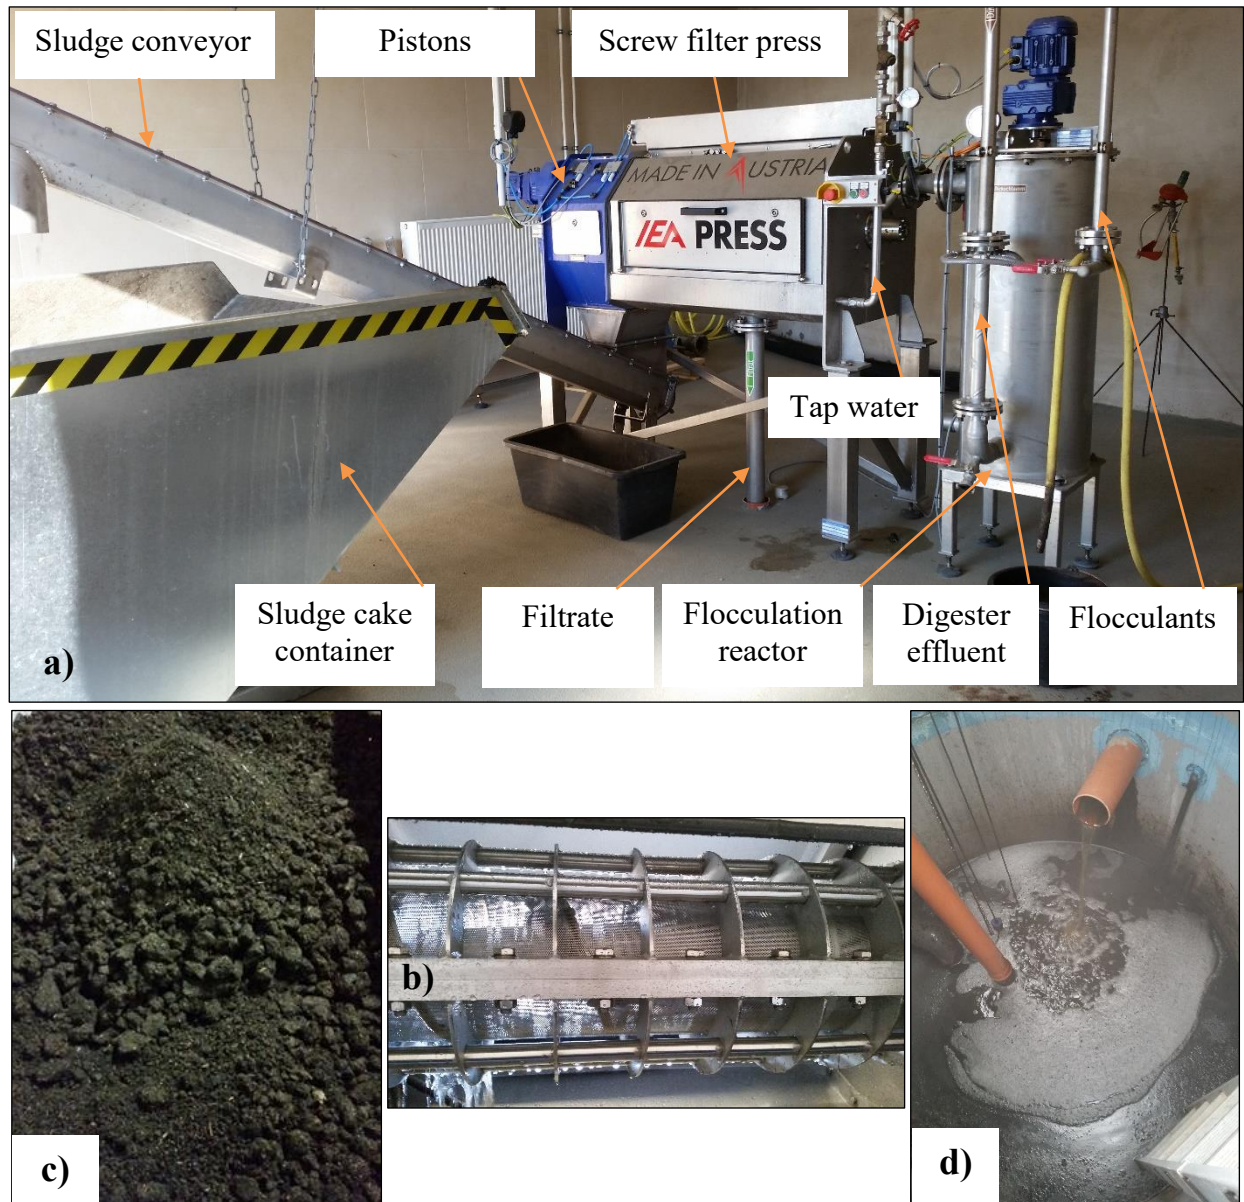 Sludge conveyor
Pistons
Screw filter press
MADE IN AUSTRIA
IEA PRESS
Tap water
Sludge cake
container
Filtrate
Flocculation
reactor
Digester
effluent
Flocculants
a)
b)
c)
d)